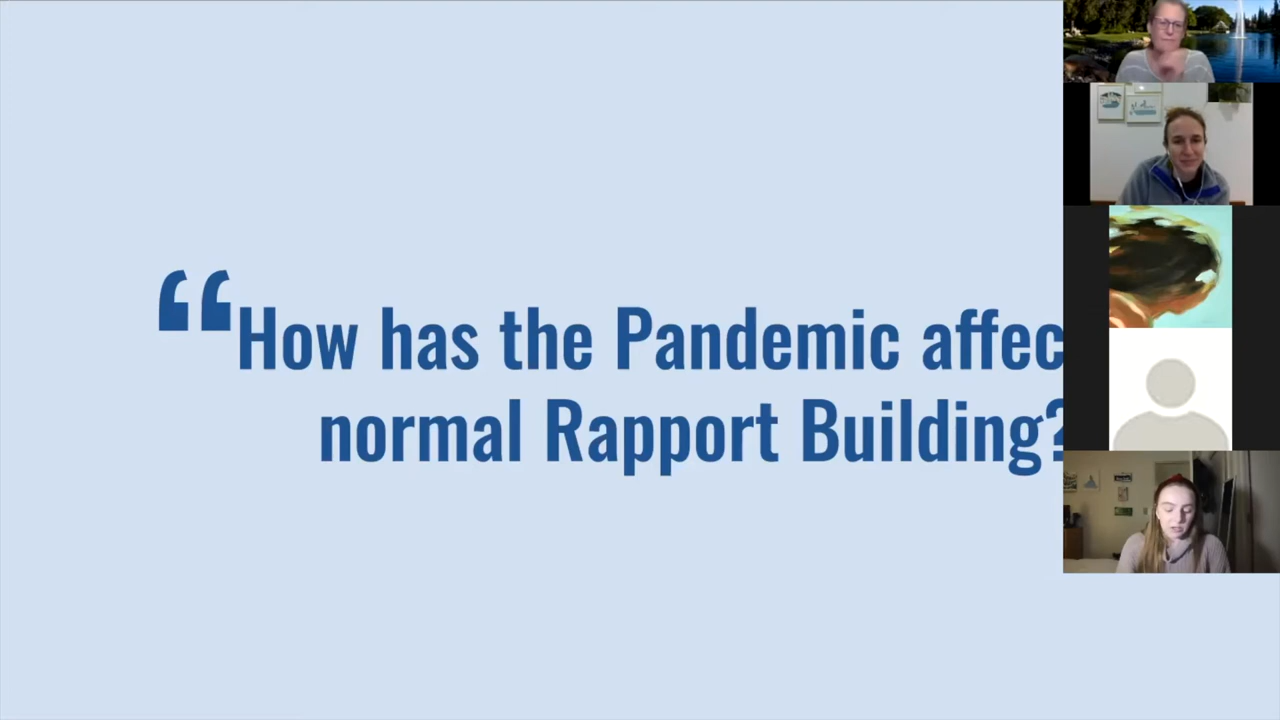 “How has the Pandemic affec
normal Rapport Building?